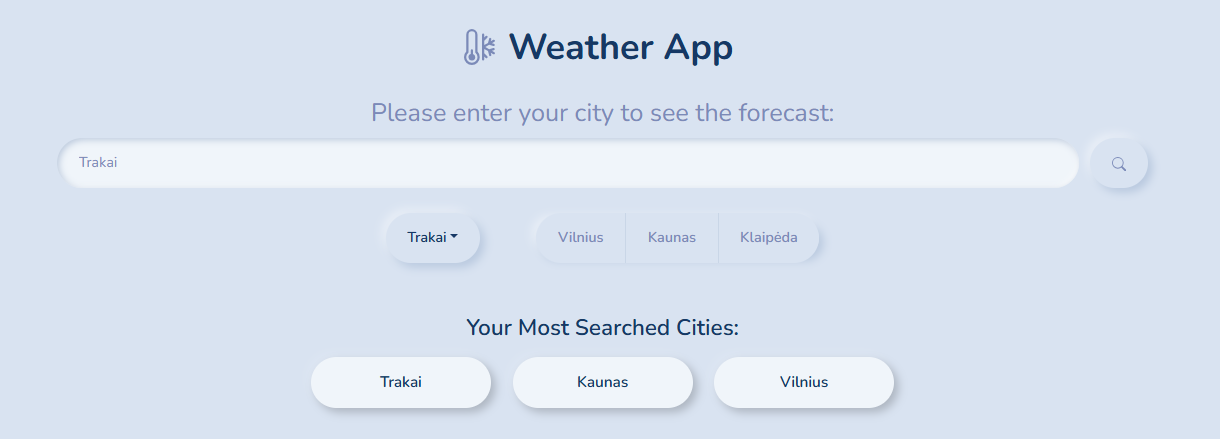 Weather App
Please enter your city to see the forecast:
Trakai
Trakai Vilnius Kaunas Klaipėda
Your Most Searched Cities:
Trakai Kaunas Vilnius